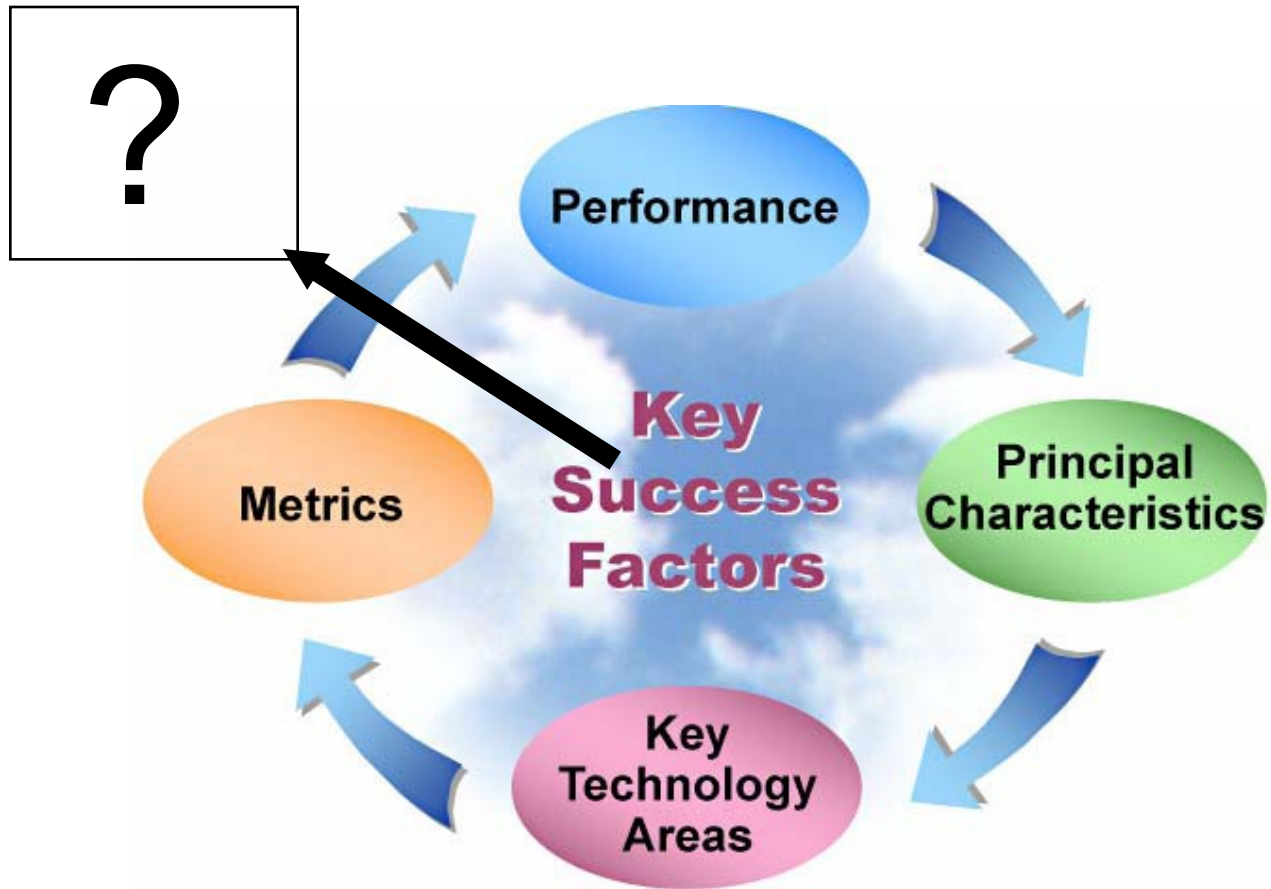 ?
Performance
Key
Success
Factors
Metrics
Principal
Characteristics
Key
Technology
Areas